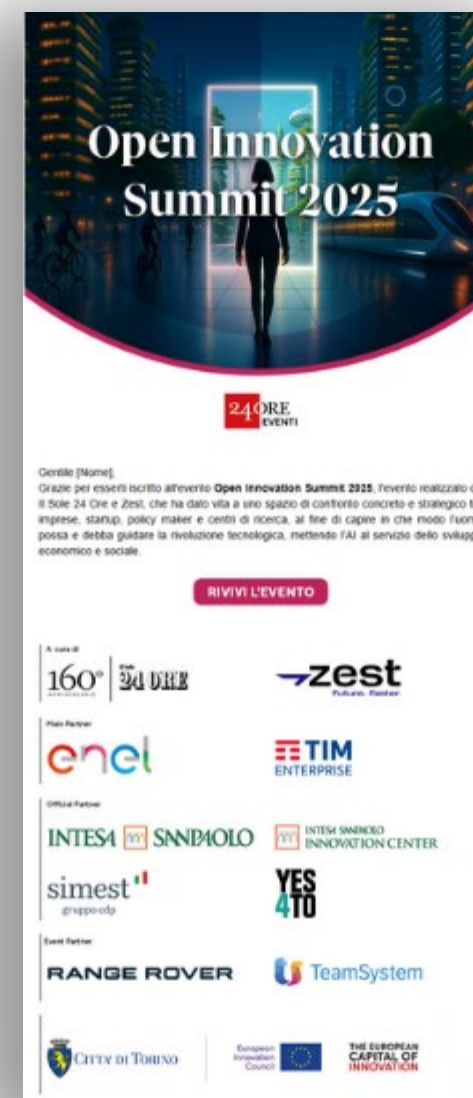 Open Innovation
Summit 2025
24 ORE
EVENTI
Gentile [Nome],
Grazie per esserti iscritto all'evento Open Innovation Summit 2025, l'evento realizzato
Il Sole 24 Ore e Zest, che ha dato vita a uno spazio di confronto concreto e strategico
imprese, startup, policy maker e centri di ricerca, al fine di capire in che modo
possa e debba guidare la rivoluzione tecnologica, mettendo l'AI al servizio dello
economico e sociale.
RIVIVI L'EVENTO
A cura di
160° 24 ORE
ANNIVERSARIO
zest
Future. Faster.
Main Partner
enel
TIM
ENTERPRISE
Official Partner
INTESA SANPAOLO
INTESA SANPAOLO
INNOVATION CENTER
simest
gruppo cdp
YES
4TO
Event Partner
RANGE ROVER
TeamSystem
CITTA DI TORINO
European
Innovation
Council
THE EUROPEAN
CAPITAL OF
INNOVATION